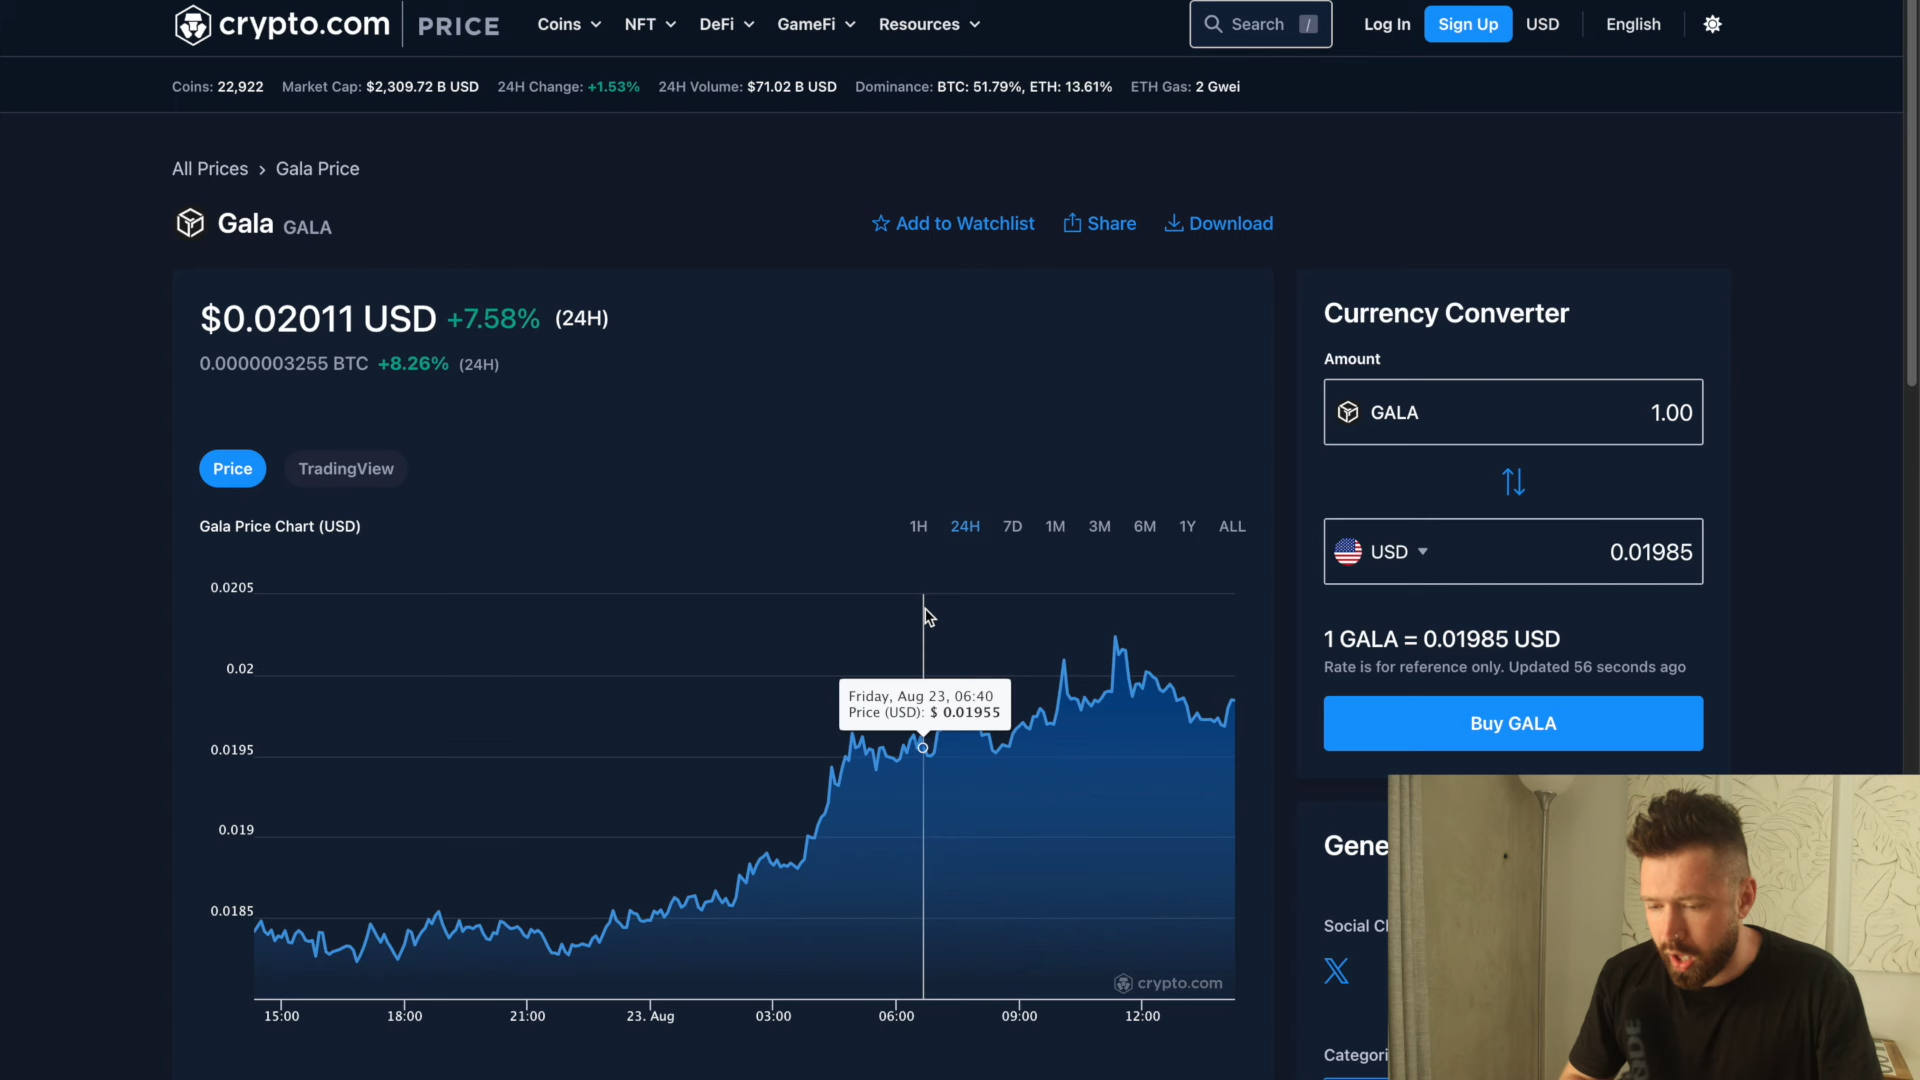 crypto.com PRICE Coins NFT DeFi GameFi Resources Search / Log In Sign Up USD English
Coins: 22,922 Market Cap: $2,309.72 B USD 24H Change: +1.53% 24H Volume: $71.02 B USD Dominance: BTC: 51.79%, ETH: 13.61% ETH Gas: 2 Gwei
All Prices > Gala Price
Gala GALA
Add to Watchlist Share Download
$0.02011 USD +7.58% (24H)
0.0000003255 BTC +8.26% (24H)
Price TradingView
Gala Price Chart (USD)
1H 24H 7D 1M 3M 6M 1Y ALL
0.0205
0.02
0.0195
0.019
0.0185
Friday, Aug 23, 06:40
Price (USD): $ 0.01955
crypto.com
15:00 18:00 21:00 23. Aug 03:00 06:00 09:00 12:00
Currency Converter
Amount
GALA 1.00
USD 0.01985
1 GALA = 0.01985 USD
Rate is for reference only. Updated 56 seconds ago
Buy GALA
Gene
Social Cl
Categori